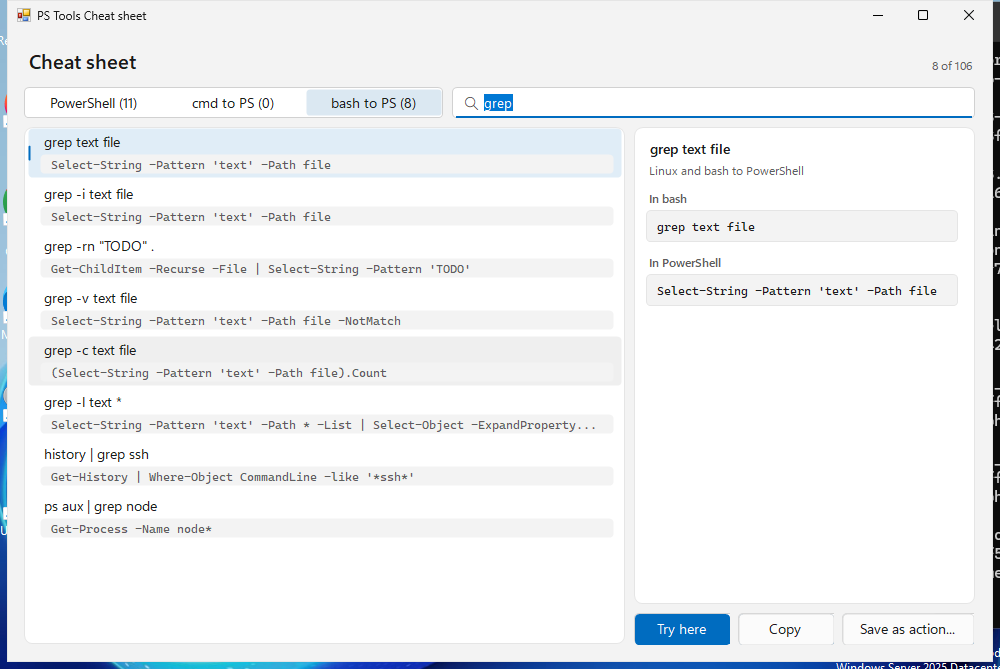 PS Tools Cheat sheet
Cheat sheet
8 of 106
PowerShell (11)
cmd to PS (0)
bash to PS (8)
grep
grep text file
Select-String -Pattern 'text' -Path file
grep -i text file
Select-String -Pattern 'text' -Path file
grep -rn "TODO" .
Get-ChildItem -Recurse -File | Select-String -Pattern 'TODO'
grep -v text file
Select-String -Pattern 'text' -Path file -NotMatch
grep -c text file
(Select-String -Pattern 'text' -Path file).Count
grep -l text *
Select-String -Pattern 'text' -Path * -List | Select-Object -ExpandProperty...
history | grep ssh
Get-History | Where-Object CommandLine -like '*ssh*'
ps aux | grep node
Get-Process -Name node*
grep text file
Linux and bash to PowerShell
In bash
grep text file
In PowerShell
Select-String -Pattern 'text' -Path file
Try here
Copy
Save as action...
Windows Server 2025 Datacente